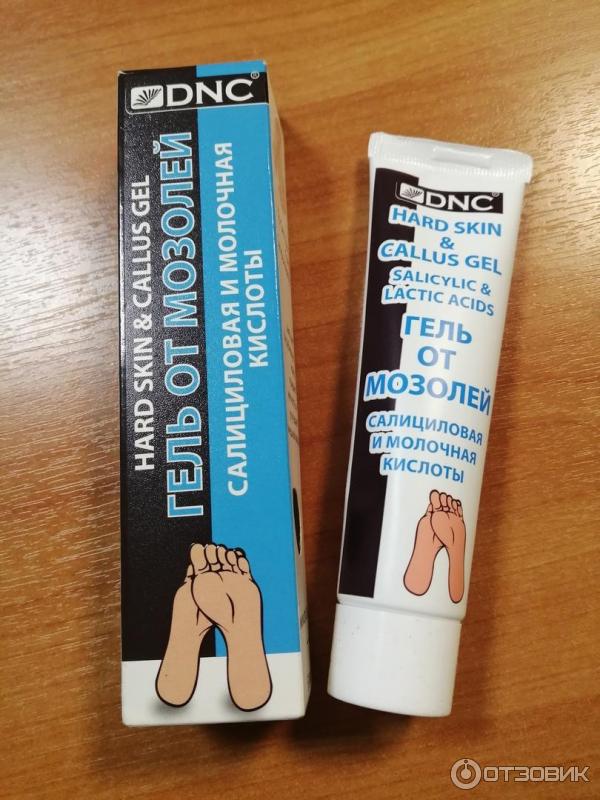 DNC®
HARD SKIN & CALLUS GEL
ГЕЛЬ ОТ МОЗОЛЕЙ
САЛИЦИЛОВАЯ И МОЛОЧНАЯ
КИСЛОТЫ
DNC®
HARD SKIN
&
CALLUS GEL
SALICYLIC &
LACTIC ACIDS
ГЕЛЬ
ОТ
МОЗОЛЕЙ
САЛИЦИЛОВАЯ
И МОЛОЧНАЯ
КИСЛОТЫ
ОТЗОВИК